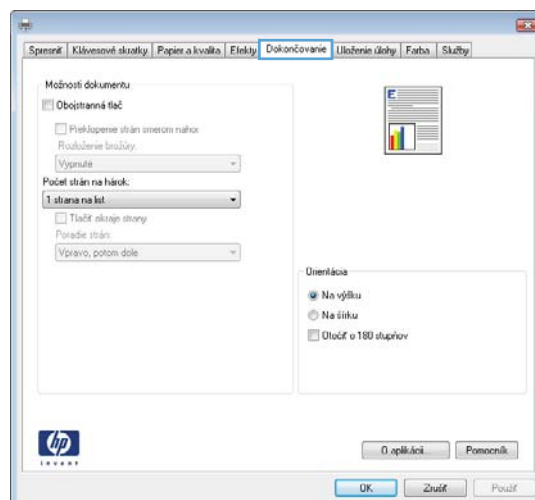 Spresniť Klávesové skratky Papier a kvalita Efekty Dokončovanie Uloženie úlohy Farba Služby
Možnosti dokumentu
Obojstranná tlač
Preklopenie strán smerom nahor
Rozloženie brožúry:
Vypnuté
Počet strán na hárok:
1 strana na list
Tlačiť okraje strany
Poradie strán:
Vpravo, potom dole
E
Orientácia
Na výšku
Na šírku
Otočiť o 180 stupňov
hp
invent
O aplikácii...
Pomocník
OK
Zrušiť
Použiť